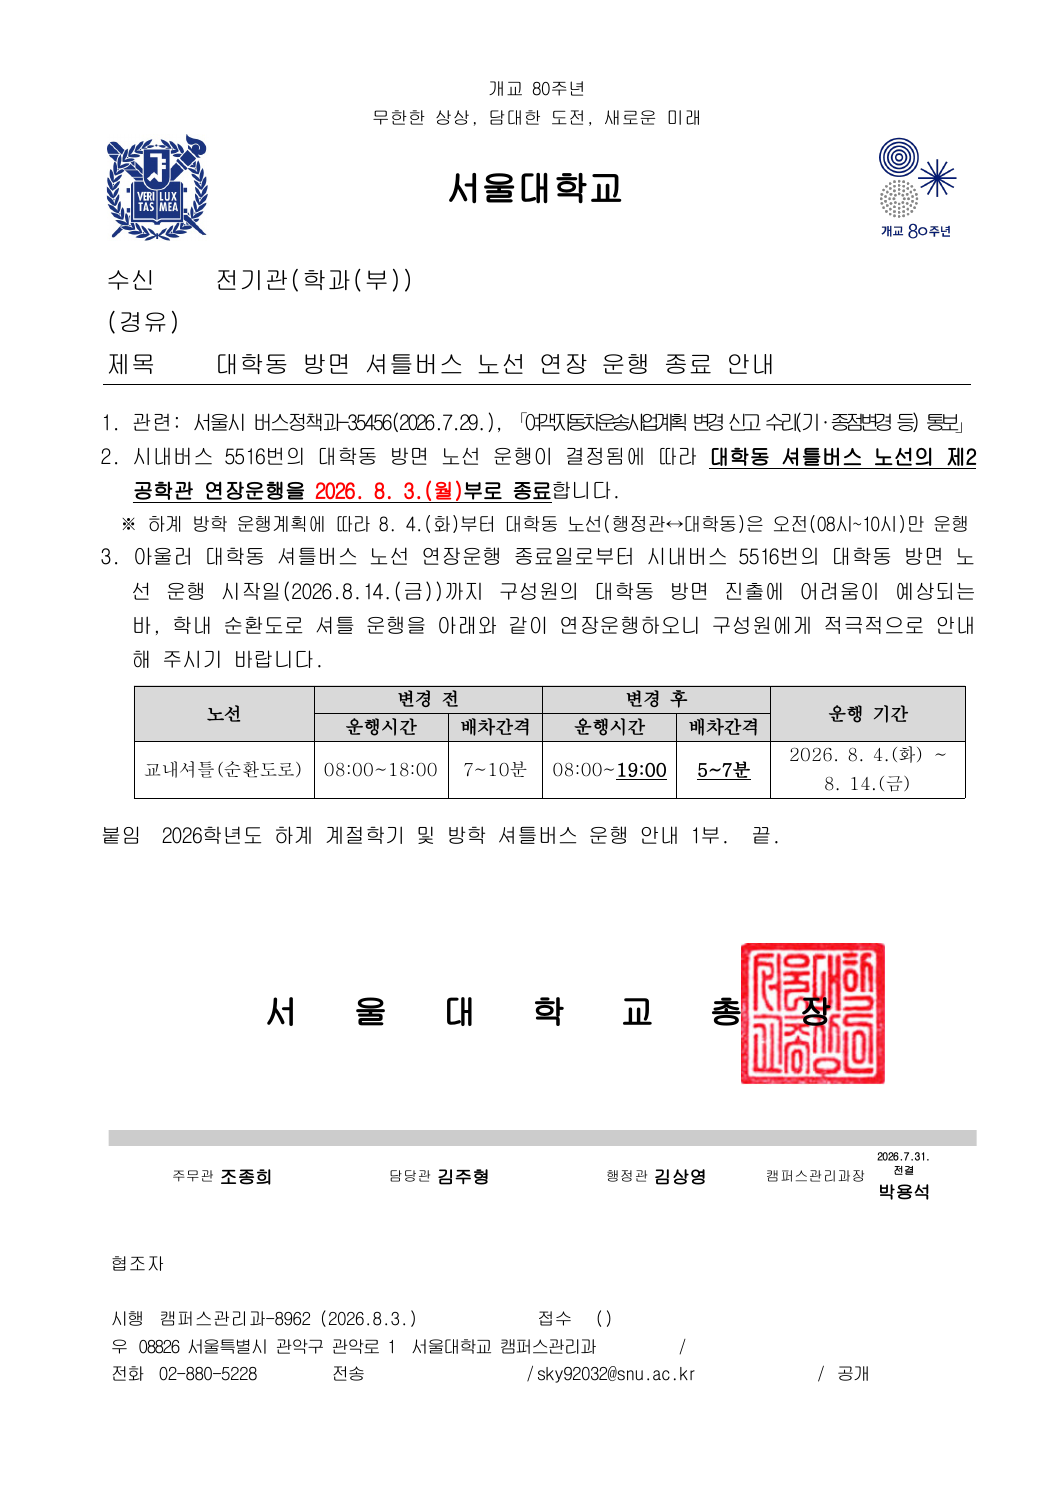 개교 80주년
무한한 상상, 담대한 도전, 새로운 미래
VERI LUX
TAS MEA
서울대학교
개교 80주년
수신 전기관(학과(부))
(경유)
제목 대학동 방면 셔틀버스 노선 연장 운행 종료 안내
1. 관련: 서울시 버스정책과-35456(2026.7.29.), 「여객자동차운송사업계획 변경 신고 수리(기·종점변경 등) 통보」
2. 시내버스 5516번의 대학동 방면 노선 운행이 결정됨에 따라 대학동 셔틀버스 노선의 제2
공학관 연장운행을 2026. 8. 3.(월)부로 종료합니다.
※ 하계 방학 운행계획에 따라 8. 4.(화)부터 대학동 노선(행정관↔대학동)은 오전(08시~10시)만 운행
3. 아울러 대학동 셔틀버스 노선 연장운행 종료일로부터 시내버스 5516번의 대학동 방면 노
선 운행 시작일(2026.8.14.(금))까지 구성원의 대학동 방면 진출에 어려움이 예상되는
바, 학내 순환도로 셔틀 운행을 아래와 같이 연장운행하오니 구성원에게 적극적으로 안내
해 주시기 바랍니다.
노선 변경 전 변경 후 운행 기간
운행시간 배차간격 운행시간 배차간격
교내셔틀(순환도로) 08:00~18:00 7~10분 08:00~19:00 5~7분 2026. 8. 4.(화) ~
8. 14.(금)
붙임 2026학년도 하계 계절학기 및 방학 셔틀버스 운행 안내 1부. 끝.
서 울 대 학 교 총 장
2026.7.31.
전결
주무관 조종희 담당관 김주형 행정관 김상영 캠퍼스관리과장 박용석
협조자
시행 캠퍼스관리과-8962 (2026.8.3.) 접수 ()
우 08826 서울특별시 관악구 관악로 1 서울대학교 캠퍼스관리과 /
전화 02-880-5228 전송 /sky92032@snu.ac.kr / 공개